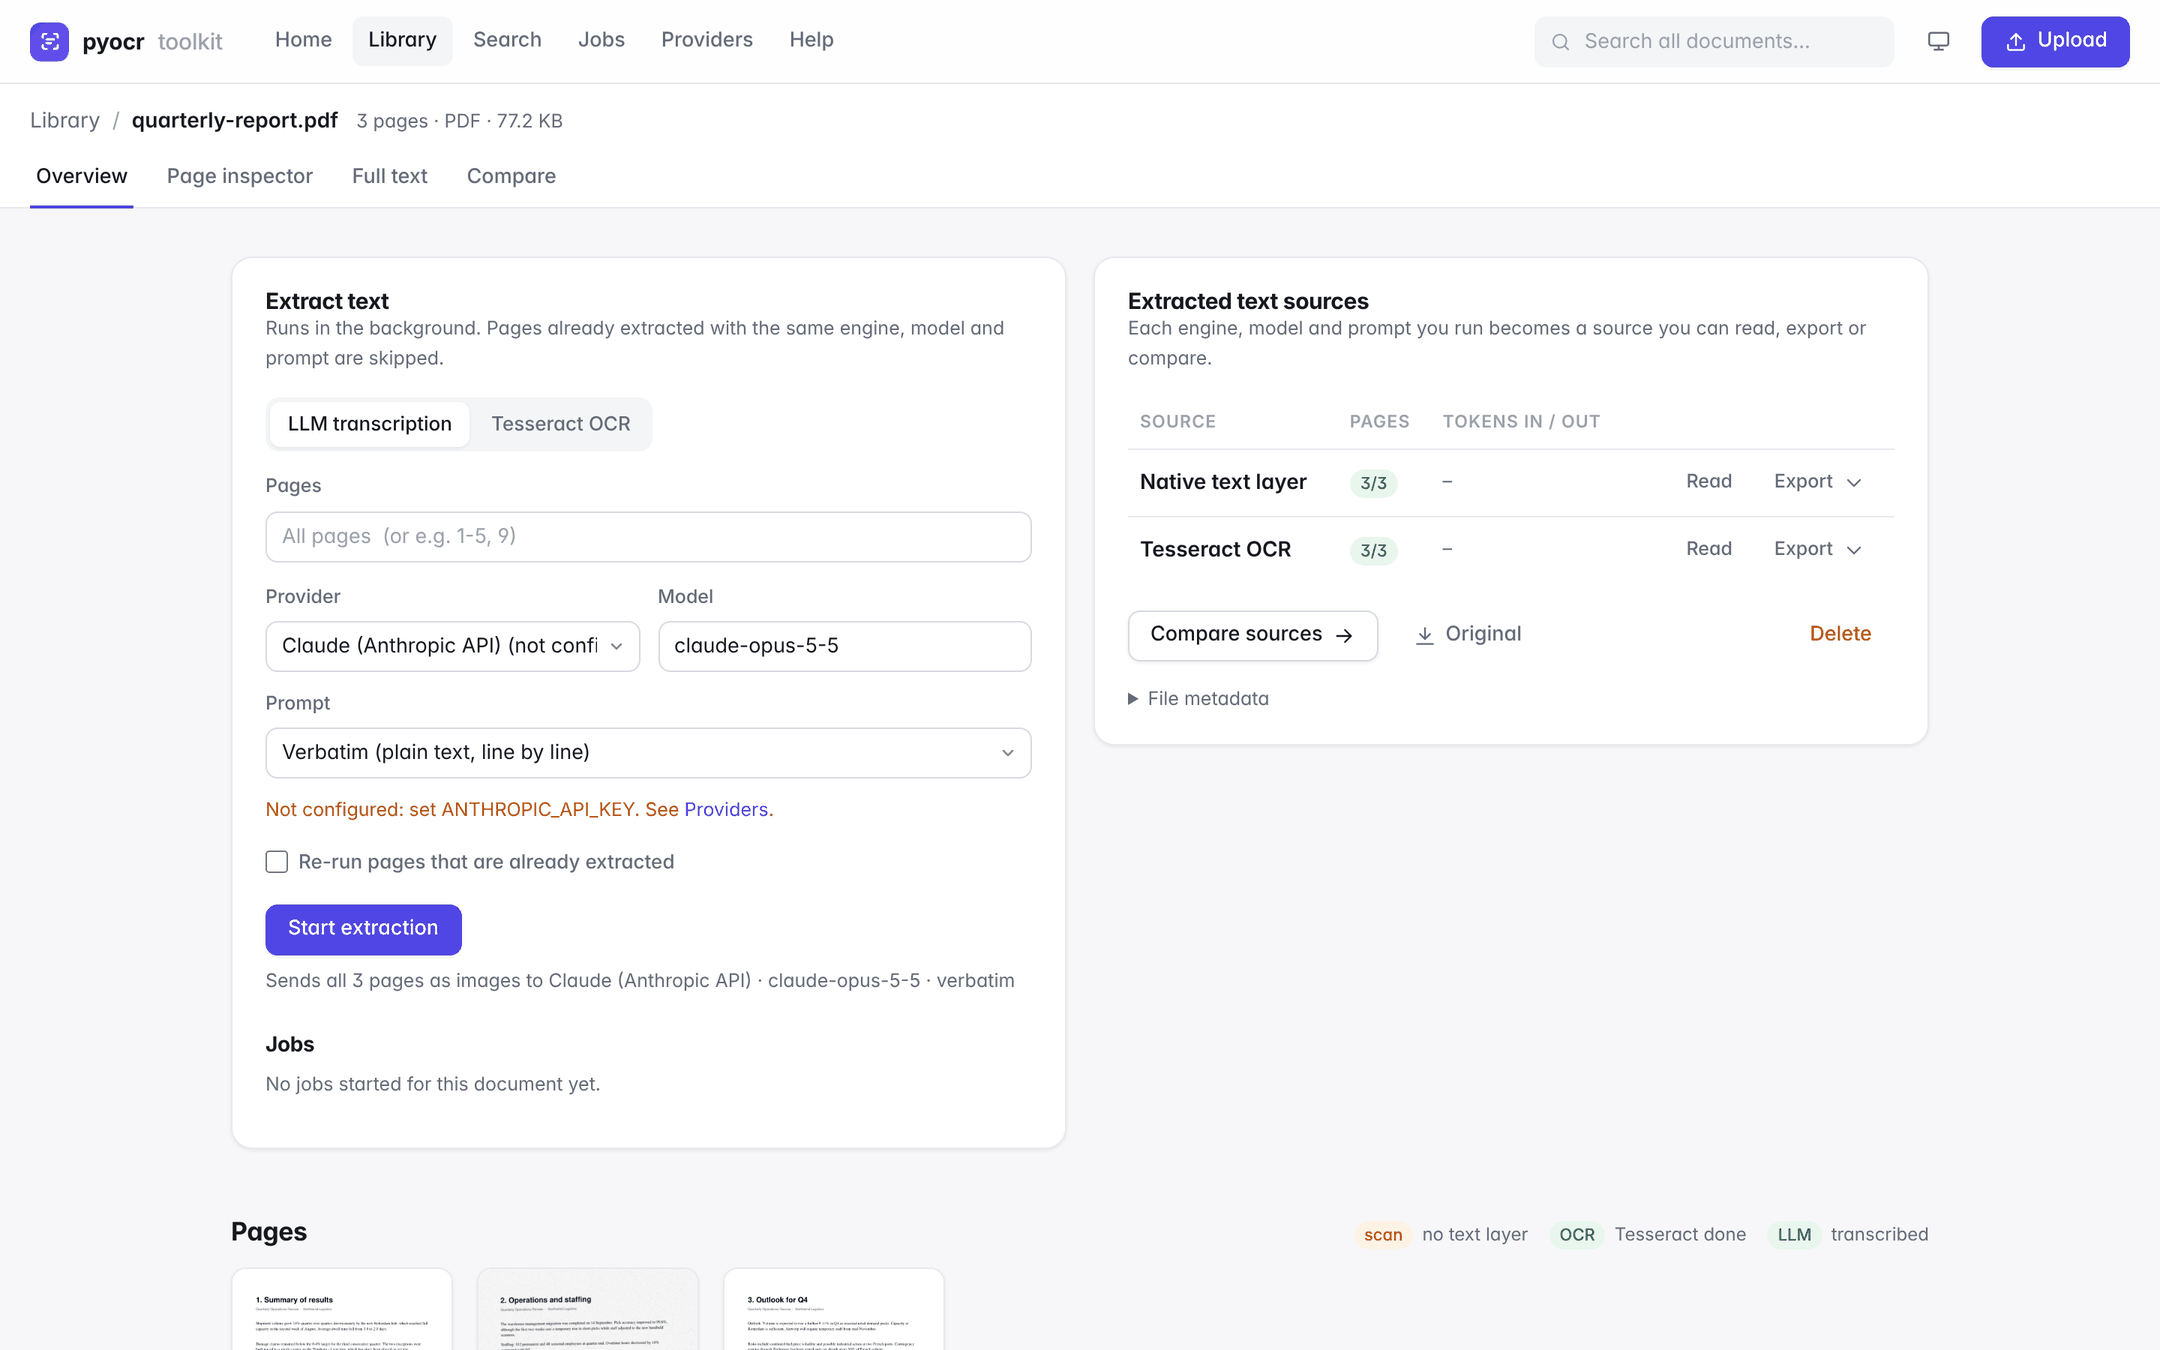 pyocr toolkit
Home Library Search Jobs Providers Help
Search all documents...
Upload
Library / quarterly-report.pdf 3 pages · PDF · 77.2 KB
Overview Page inspector Full text Compare
Extract text
Runs in the background. Pages already extracted with the same engine, model and
prompt are skipped.
LLM transcription Tesseract OCR
Pages
All pages (or e.g. 1-5, 9)
Provider Model
Claude (Anthropic API) (not confi claude-opus-5-5
Prompt
Verbatim (plain text, line by line)
Not configured: set ANTHROPIC_API_KEY. See Providers.
Re-run pages that are already extracted
Start extraction
Sends all 3 pages as images to Claude (Anthropic API) · claude-opus-5-5 · verbatim
Jobs
No jobs started for this document yet.
Extracted text sources
Each engine, model and prompt you run becomes a source you can read, export or
compare.
SOURCE PAGES TOKENS IN / OUT
Native text layer 3/3 – Read Export
Tesseract OCR 3/3 – Read Export
Compare sources → Original Delete
File metadata
Pages
scan no text layer OCR Tesseract done LLM transcribed
1. Summary of results
2. Operations and staffing
3. Outlook for Q4